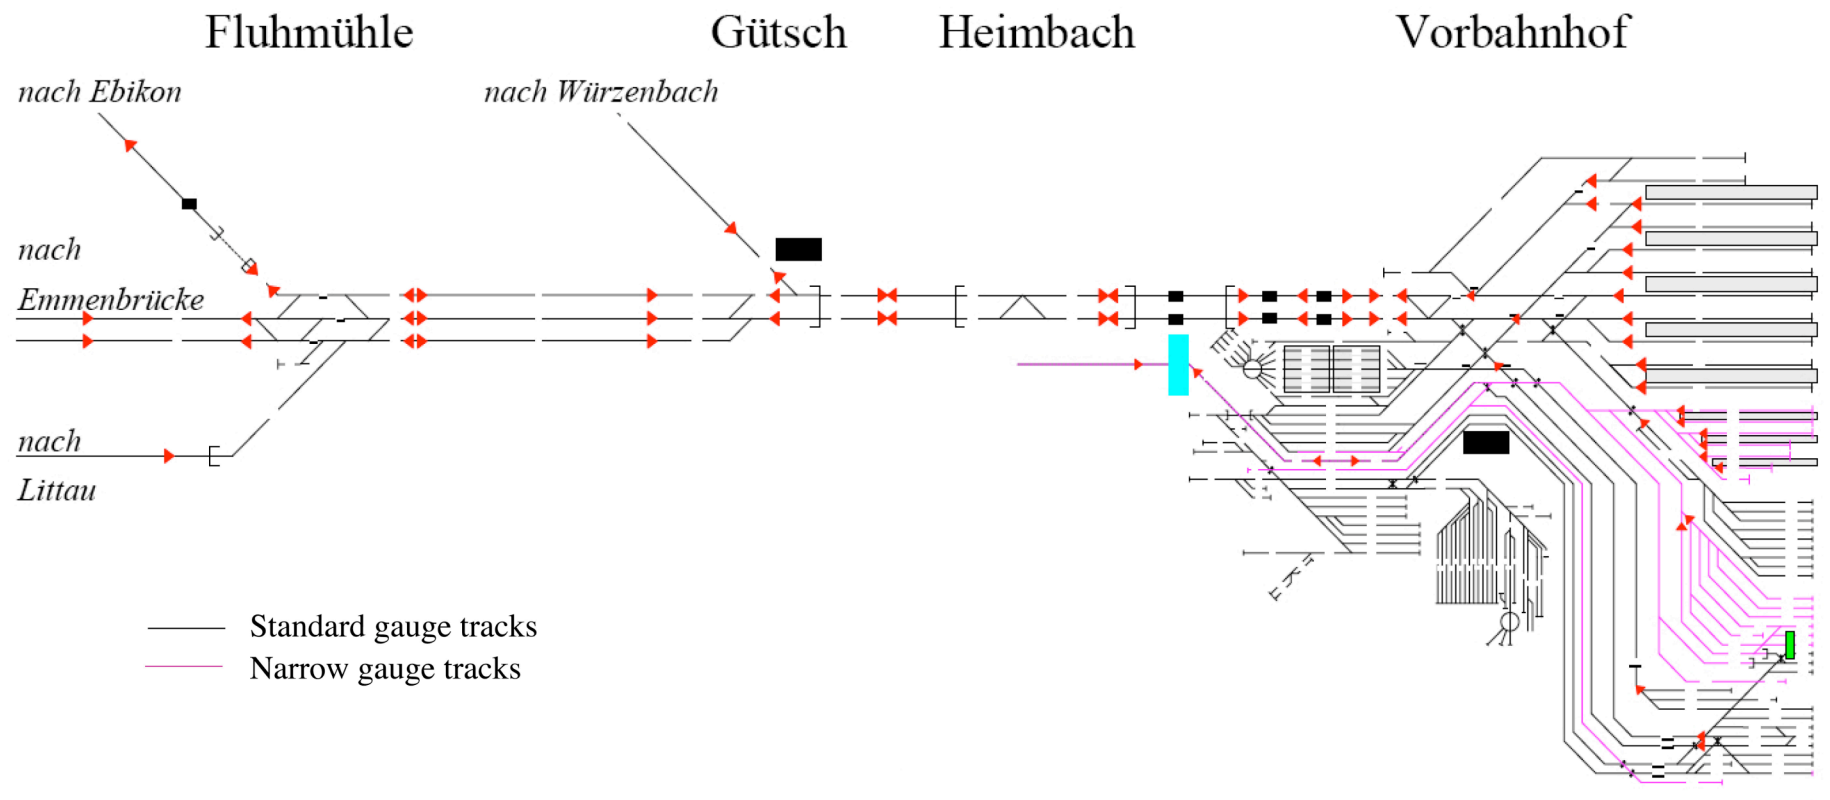 Fluhmühle Gütsch Heimbach Vorbahnhof
nach Ebikon nach Würzenbach
nach
Emmenbrücke
nach
Littau
Standard gauge tracks
Narrow gauge tracks